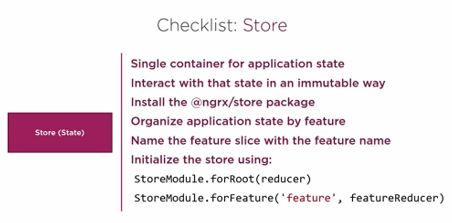 Checklist: Store
Store (State)
Single container for application state
Interact with that state in an immutable way
Install the @ngrx/store package
Organize application state by feature
Name the feature slice with the feature name
Initialize the store using:
StoreModule.forRoot(reducer)
StoreModule.forFeature('feature', featureReducer)